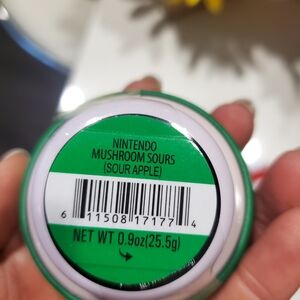 NINTENDO
MUSHROOM SOURS
(SOUR APPLE)
6 11508 17177 4
NET WT 0.9oz(25.5g)